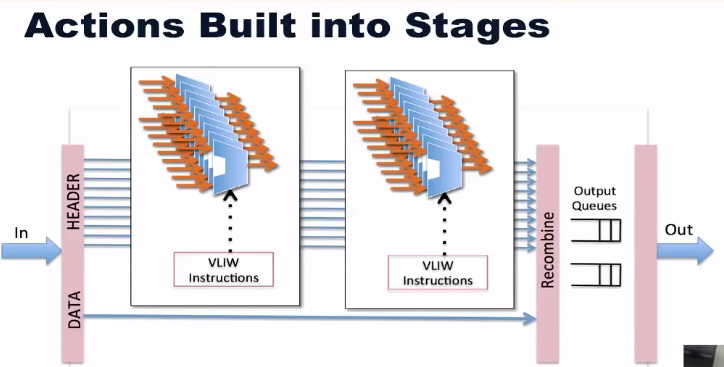 Actions Built into Stages
In
HEADER
DATA
VLIW
Instructions
VLIW
Instructions
Recombine
Output
Queues
Out